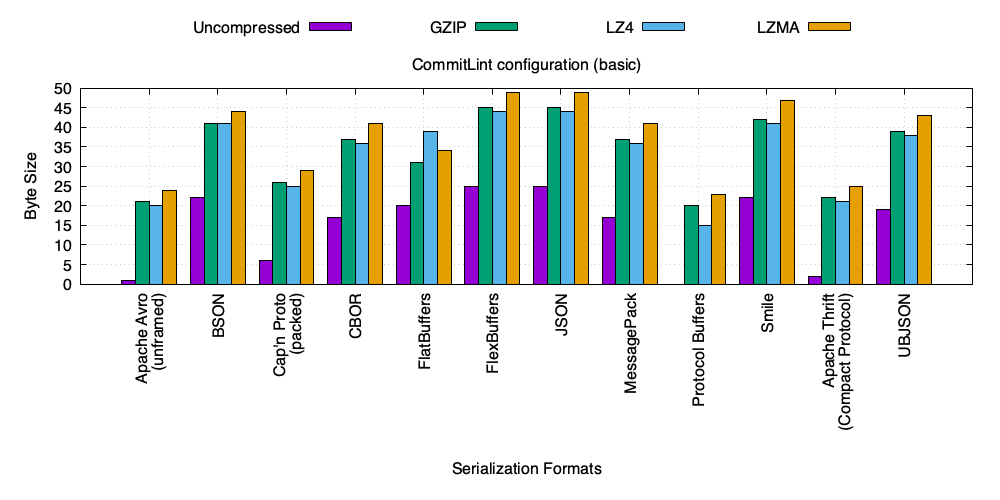 Uncompressed GZIP LZ4 LZMA
CommitLint configuration (basic)
Byte Size
50
45
40
35
30
25
20
15
10
5
0
Apache Avro
(unframed)
BSON
Cap'n Proto
(packed)
CBOR
FlatBuffers
FlexBuffers
JSON
MessagePack
Protocol Buffers
Smile
Apache Thrift
(Compact Protocol)
UBJSON
Serialization Formats